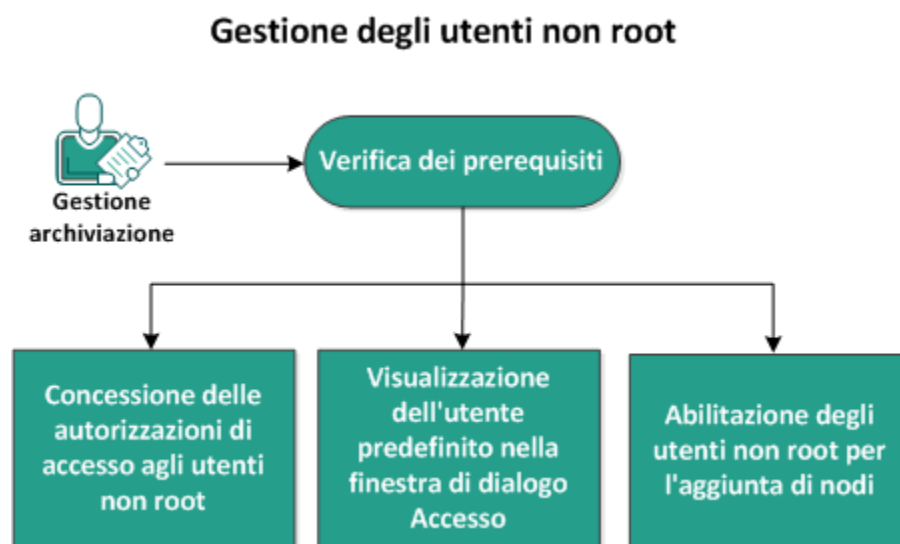 Gestione degli utenti non root
Verifica dei prerequisiti
Gestione
archiviazione
Concessione delle
autorizzazioni di
accesso agli utenti
non root
Visualizzazione
dell'utente
predefinito nella
finestra di dialogo
Accesso
Abilitazione degli
utenti non root per
l'aggiunta di nodi